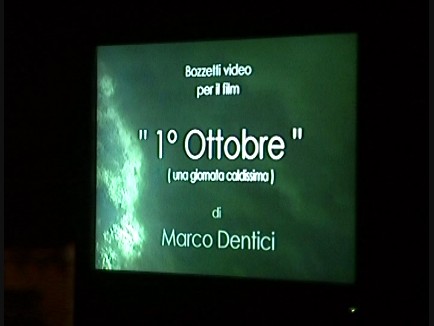 Bozzetti video
per il film
" 1° Ottobre "
( una giornata caldissima )
di
Marco Dentici